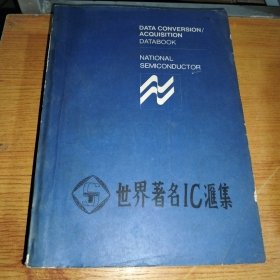 DATA CONVERSION/
ACQUISITION
DATABOOK
NATIONAL
SEMICONDUCTOR
世界著名IC滙集